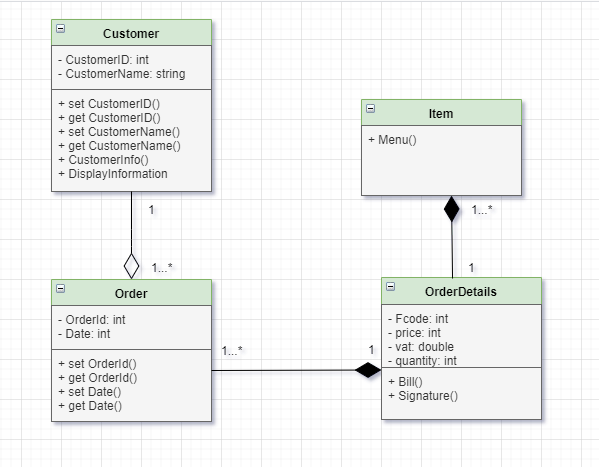 Customer
- CustomerID: int
- CustomerName: string
+ set CustomerID()
+ get CustomerID()
+ set CustomerName()
+ get CustomerName()
+ CustomerInfo()
+ DisplayInformation
1
1...*
Order
- OrderId: int
- Date: int
+ set OrderId()
+ get OrderId()
+ set Date()
+ get Date()
1...*
1
Item
+ Menu()
1...*
1
OrderDetails
- Fcode: int
- price: int
- vat: double
- quantity: int
+ Bill()
+ Signature()